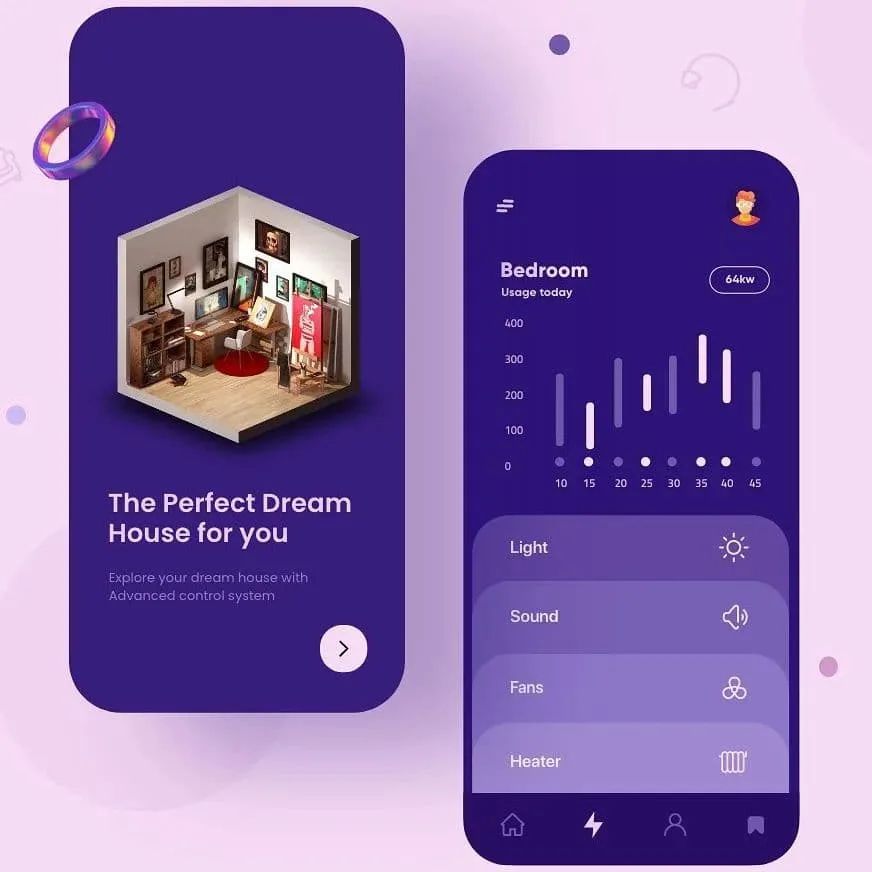 The Perfect Dream
House for you
Explore your dream house with
Advanced control system
Bedroom
64kw
Usage today
400
300
200
100
0
10 15 20 25 30 35 40 45
Light
Sound
Fans
Heater